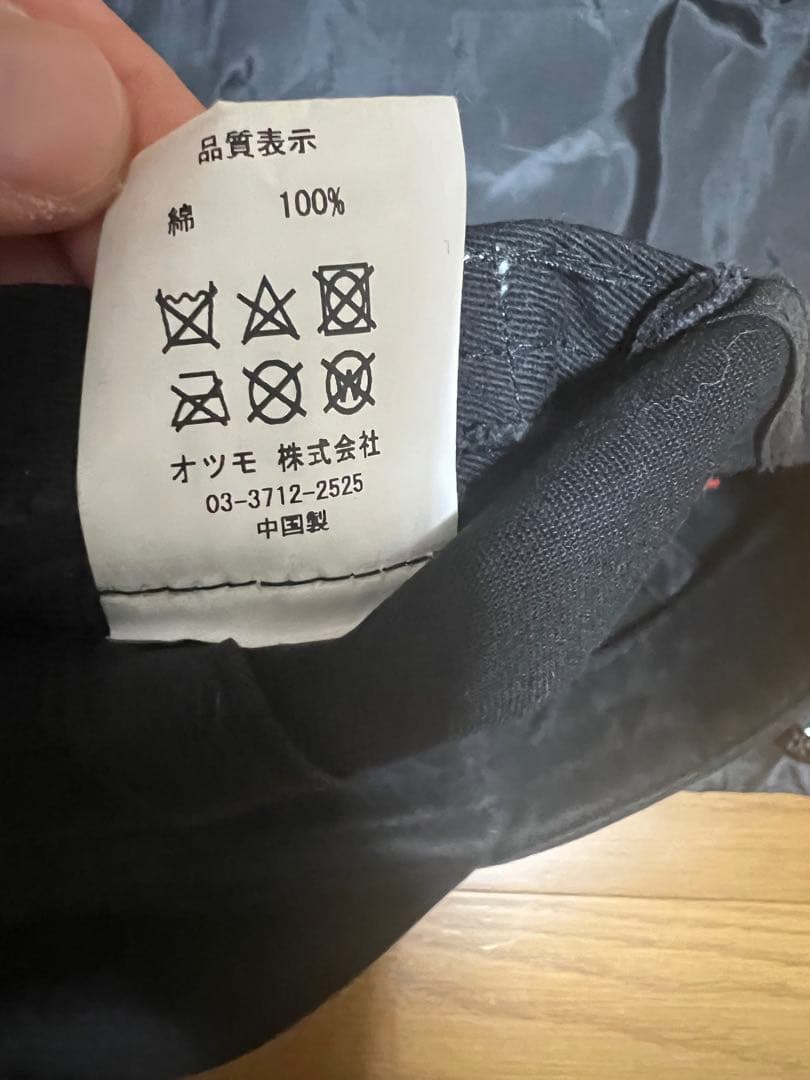 品質表示
綿 100%
オツモ 株式会社
03-3712-2525
中国製